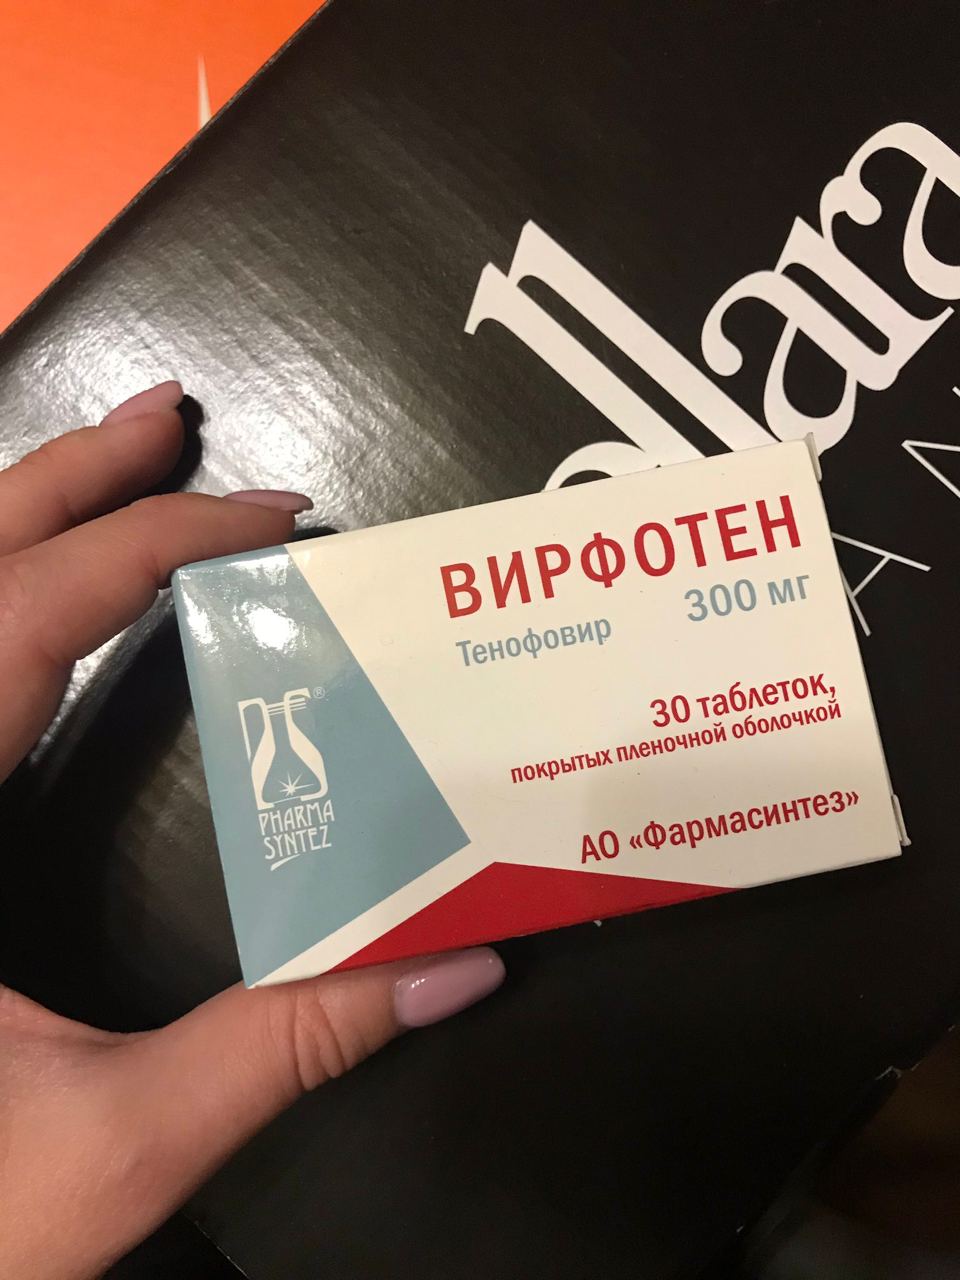 ВИРФОТЕН
Тенофовир 300 мг
30 таблеток,
покрытых пленочной оболочкой
АО «Фармасинтез»
®
PHARMA
SYNTEZ